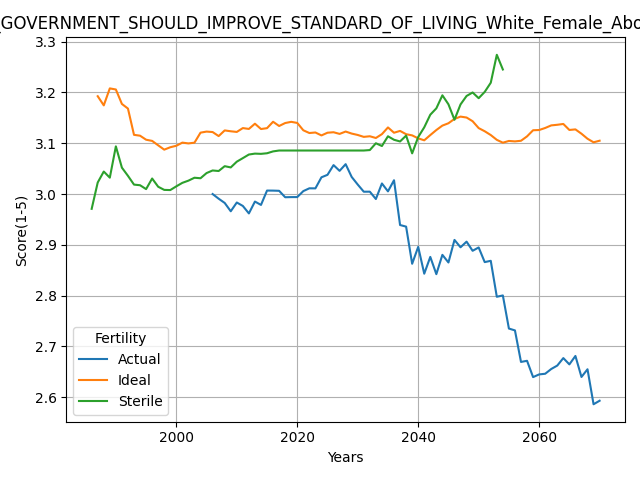 _GOVERNMENT_SHOULD_IMPROVE_STANDARD_OF_LIVING_White_Female_Abo
3.3
3.2
3.1
3.0
2.9
2.8
2.7
2.6
Score(1-5)
Fertility
Actual
Ideal
Sterile
2000 2020 2040 2060
Years